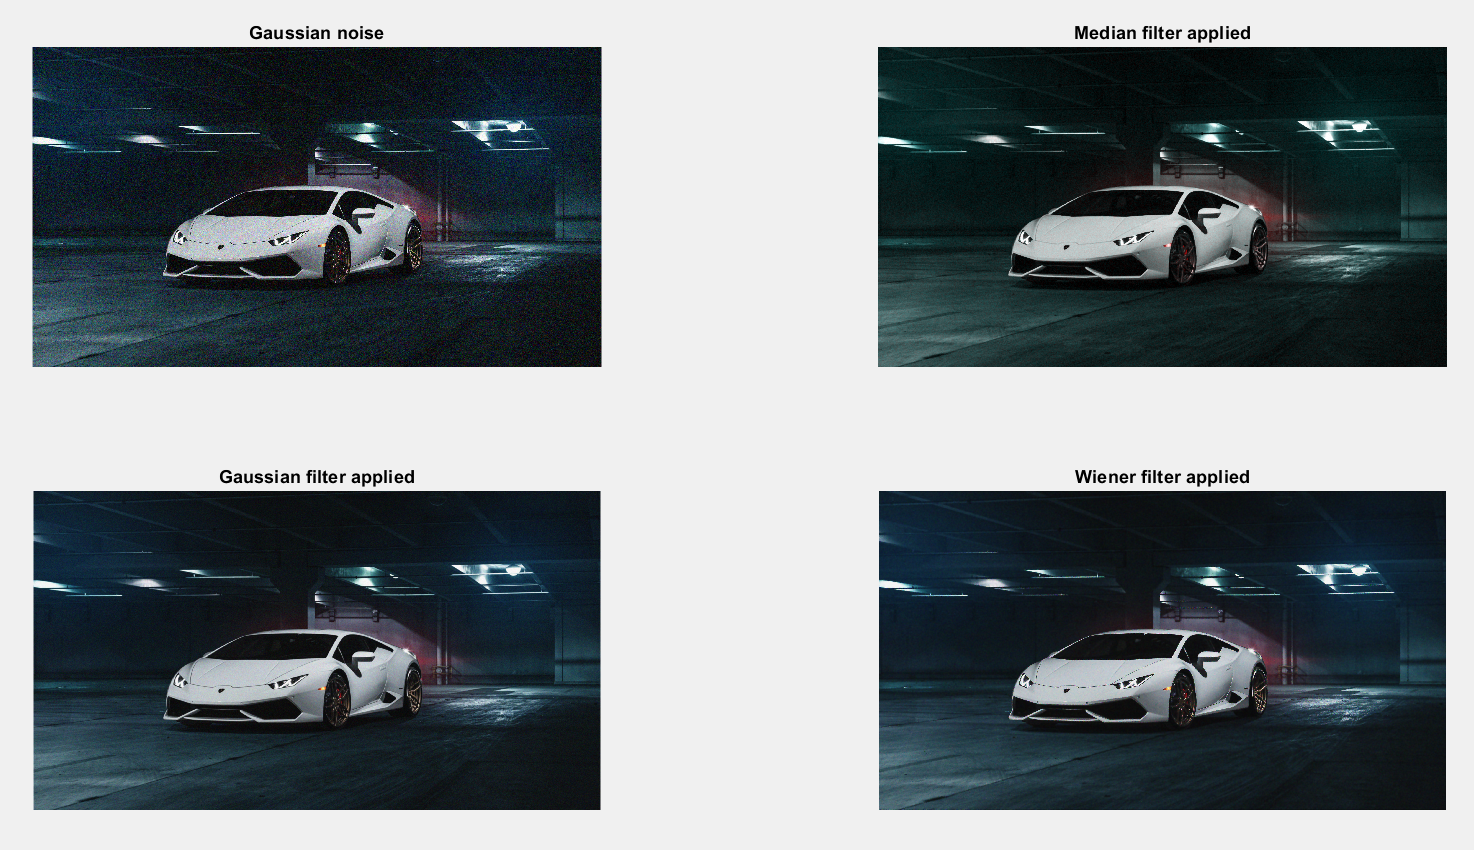 Gaussian noise
Median filter applied
Gaussian filter applied
Wiener filter applied